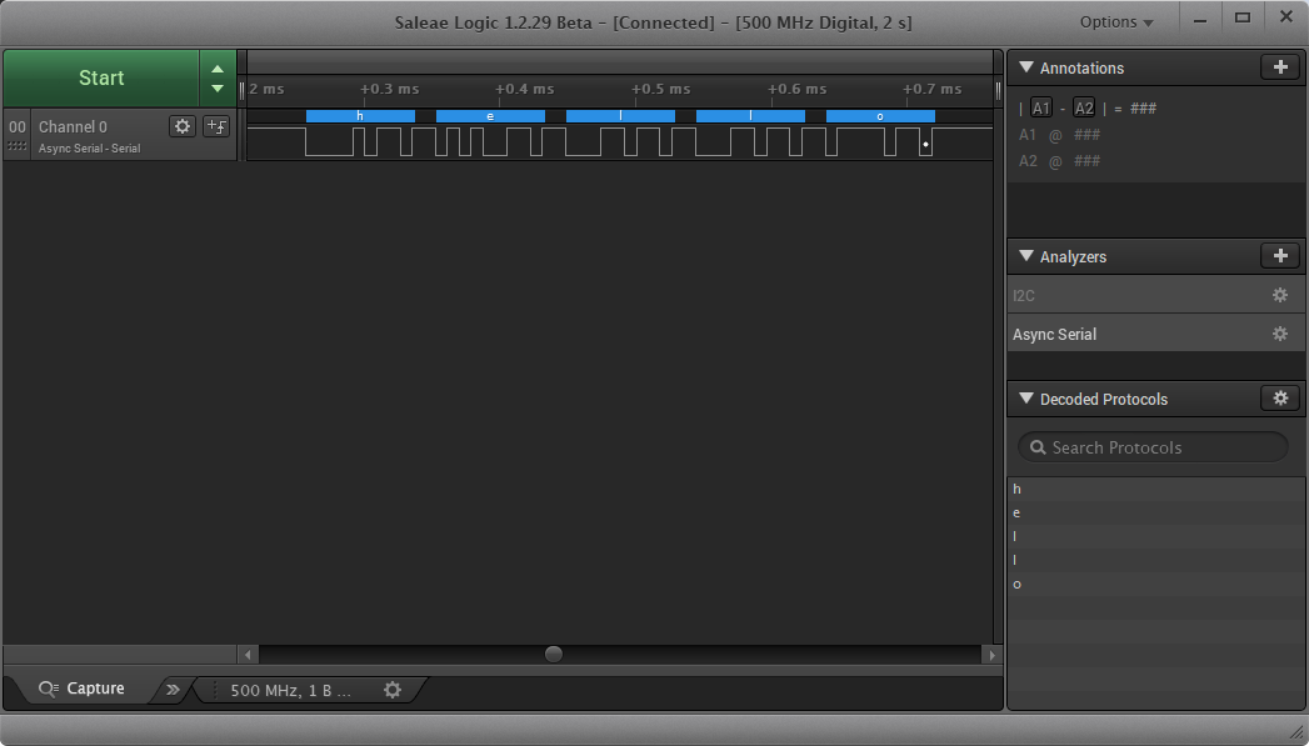 Saleae Logic 1.2.29 Beta - [Connected] - [500 MHz Digital, 2 s]
Options
Start
2 ms +0.3 ms +0.4 ms +0.5 ms +0.6 ms +0.7 ms
h e l l o
00 Channel 0
Async Serial - Serial
Annotations
| A1 - A2 | = ###
A1 @ ###
A2 @ ###
Analyzers
I2C
Async Serial
Decoded Protocols
Search Protocols
h
e
l
l
o
Capture
500 MHz, 1 B ...